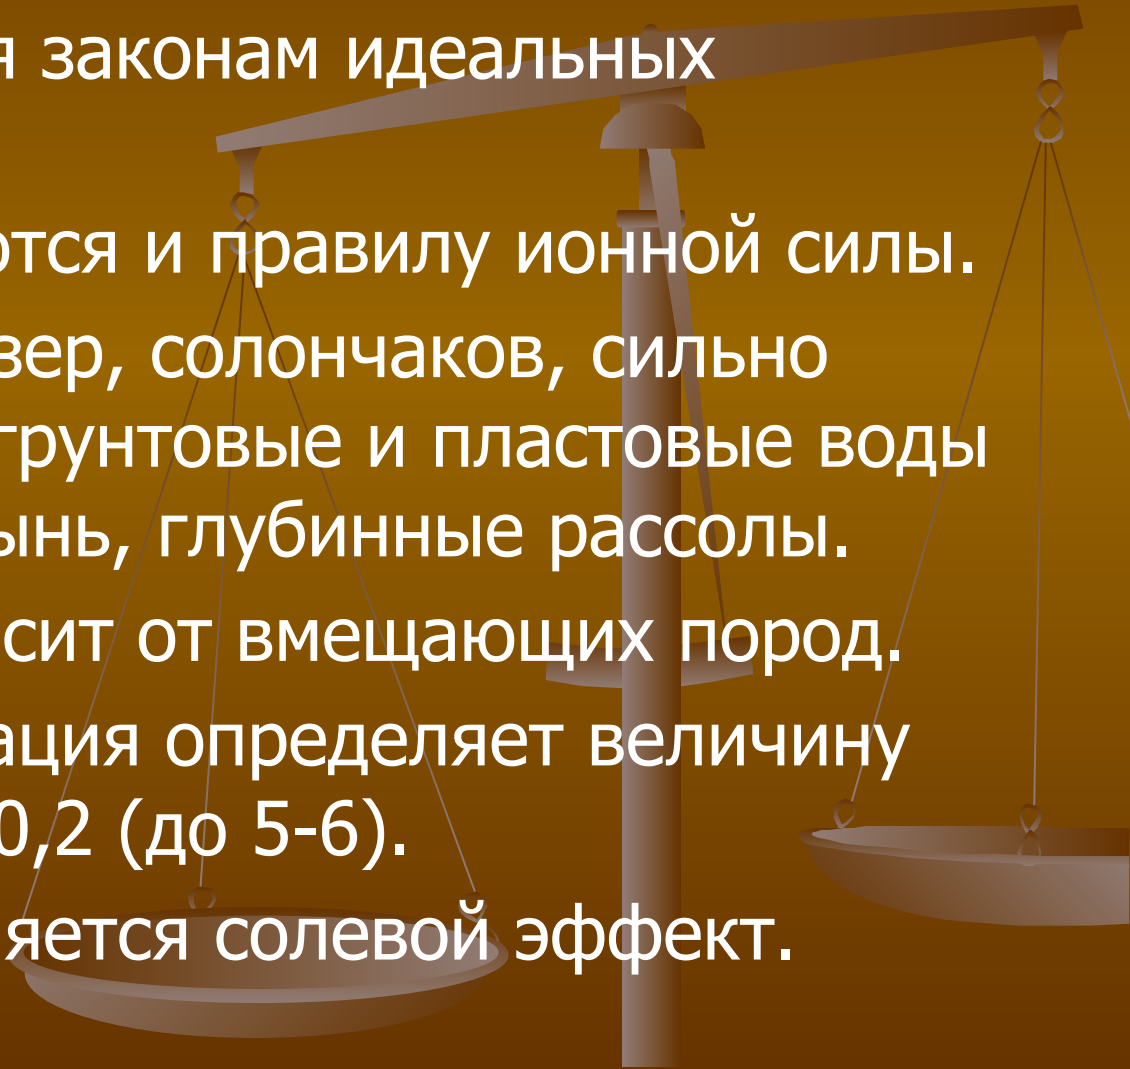 я законам идеальных
отся и правилу ионной силы.
зер, солончаков, сильно
грунтовые и пластовые воды
ынь, глубинные рассолы.
сит от вмещающих пород.
ация определяет величину
0,2 (до 5-6).
яется солевой эффект.